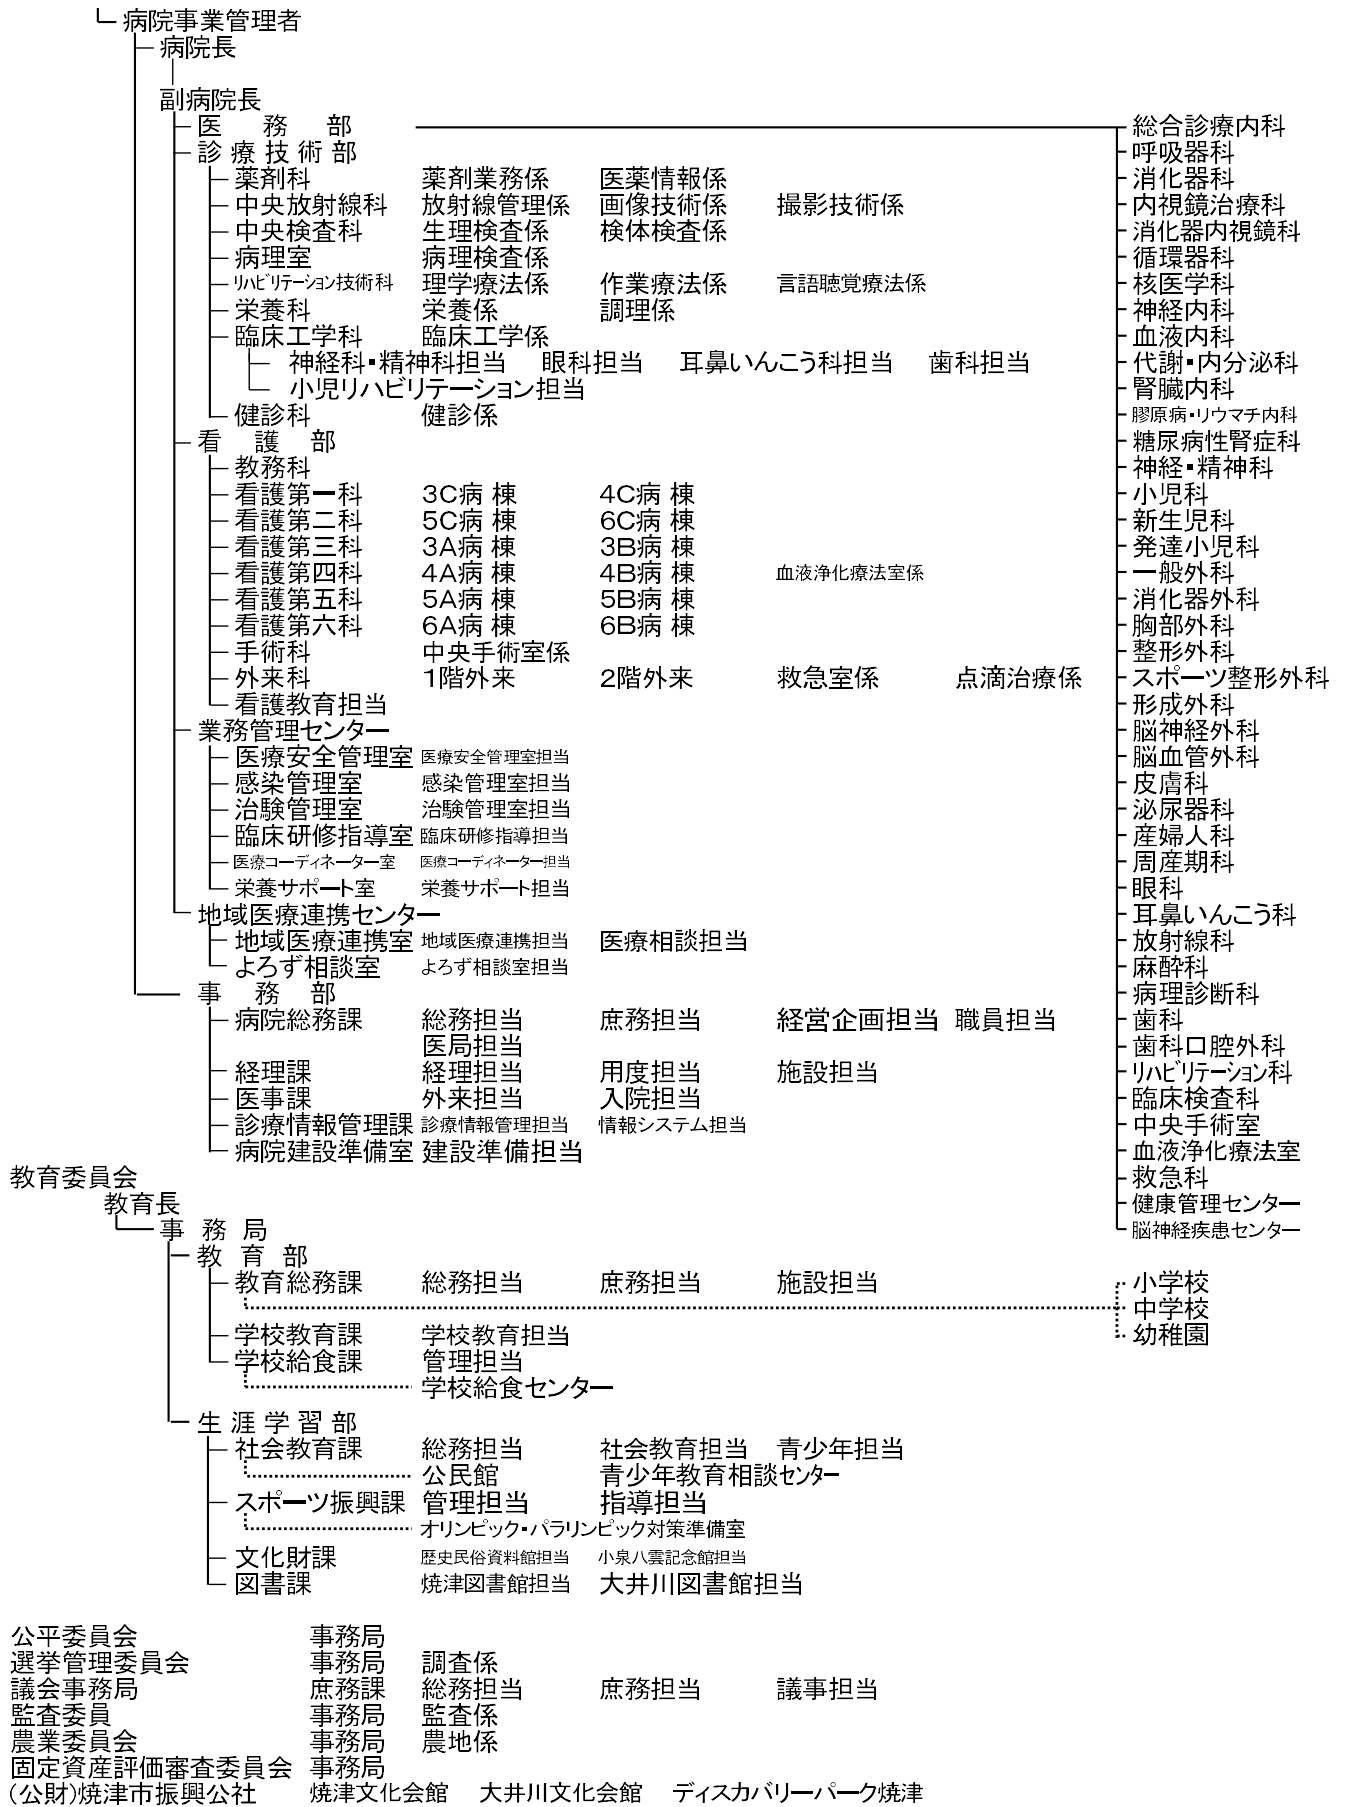 病院事業管理者
病院長
副病院長
医　務　部　総合診療内科
診療技術部　呼吸器科
薬剤科　薬剤業務係　医薬情報係　消化器科
中央放射線科　放射線管理係　画像技術係　撮影技術係　内視鏡治療科
中央検査科　生理検査係　検体検査係　消化器内視鏡科
病理室　病理検査係　循環器科
リハビリテーション技術科　理学療法係　作業療法係　言語聴覚療法係　核医学科
栄養科　栄養係　調理係　神経内科
臨床工学科　臨床工学係　血液内科
神経科・精神科担当　眼科担当　耳鼻いんこう科担当　歯科担当　代謝・内分泌科
小児リハビリテーション担当　腎臓内科
健診科　健診係　膠原病・リウマチ内科
看　護　部　糖尿病性腎症科
教務科　神経・精神科
看護第一科　3C病 棟　4C病 棟　小児科
看護第二科　5C病 棟　6C病 棟　新生児科
看護第三科　3A病 棟　3B病 棟　発達小児科
看護第四科　4A病 棟　4B病 棟　血液浄化療法室係　一般外科
看護第五科　5A病 棟　5B病 棟　消化器外科
看護第六科　6A病 棟　6B病 棟　胸部外科
手術科　中央手術室係　整形外科
外来科　1階外来　2階外来　救急室係　点滴治療係　スポーツ整形外科
看護教育担当　形成外科
業務管理センター　脳神経外科
医療安全管理室　医療安全管理室担当　脳血管外科
感染管理室　感染管理室担当　皮膚科
治験管理室　治験管理室担当　泌尿器科
臨床研修指導室　臨床研修指導担当　産婦人科
医療コーディネーター室　医療コーディネーター担当　周産期科
栄養サポート室　栄養サポート担当　眼科
地域医療連携センター　耳鼻いんこう科
地域医療連携室　地域医療連携担当　医療相談担当　放射線科
よろず相談室　よろず相談室担当　麻酔科
事　務　部　病理診断科
病院総務課　総務担当　庶務担当　経営企画担当　職員担当　歯科
医局担当　歯科口腔外科
経理課　経理担当　用度担当　施設担当　リハビリテーション科
医事課　外来担当　入院担当　臨床検査科
診療情報管理課　診療情報管理担当　情報システム担当　中央手術室
病院建設準備室　建設準備担当　血液浄化療法室
教育委員会　救急科
教育長　健康管理センター
事　務　局　脳神経疾患センター
教　育　部
教育総務課　総務担当　庶務担当　施設担当　小学校
中学校
学校教育課　学校教育担当　幼稚園
学校給食課　管理担当
学校給食センター
生涯学習部
社会教育課　総務担当　社会教育担当　青少年担当
公民館　青少年教育相談センター
スポーツ振興課　管理担当　指導担当
オリンピック・パラリンピック対策準備室
文化財課　歴史民俗資料館担当　小泉八雲記念館担当
図書課　焼津図書館担当　大井川図書館担当
公平委員会　事務局
選挙管理委員会　事務局　調査係
議会事務局　庶務課　総務担当　庶務担当　議事担当
監査委員　事務局　監査係
農業委員会　事務局　農地係
固定資産評価審査委員会　事務局
(公財)焼津市振興公社　焼津文化会館　大井川文化会館　ディスカバリーパーク焼津